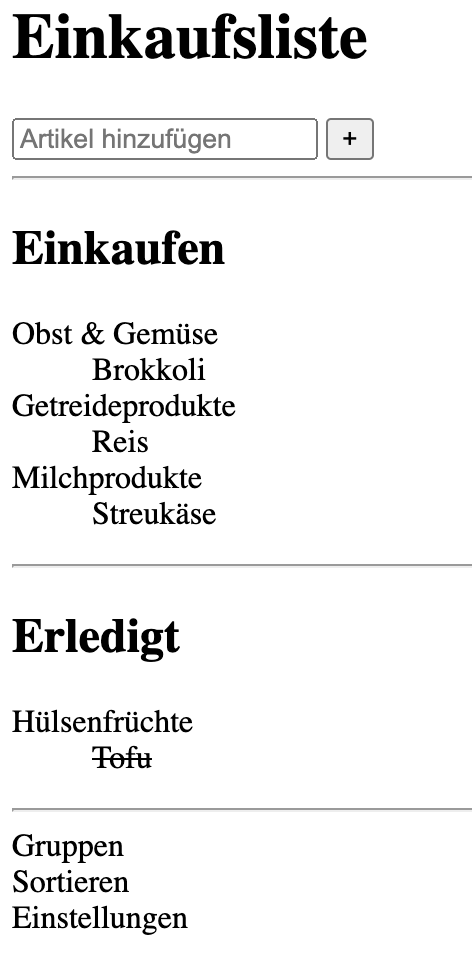 Einkaufsliste
Artikel hinzufügen +
Einkaufen
Obst & Gemüse
Brokkoli
Getreideprodukte
Reis
Milchprodukte
Streukäse
Erledigt
Hülsenfrüchte
Tofu
Gruppen
Sortieren
Einstellungen